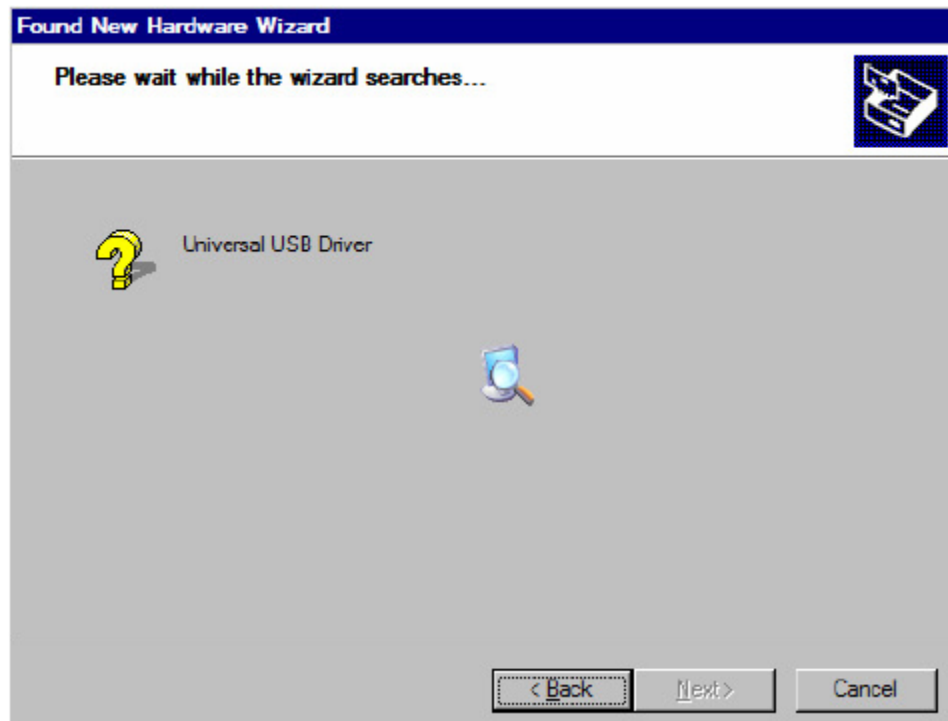 Found New Hardware Wizard
Please wait while the wizard searches...
Universal USB Driver
< Back
Next >
Cancel